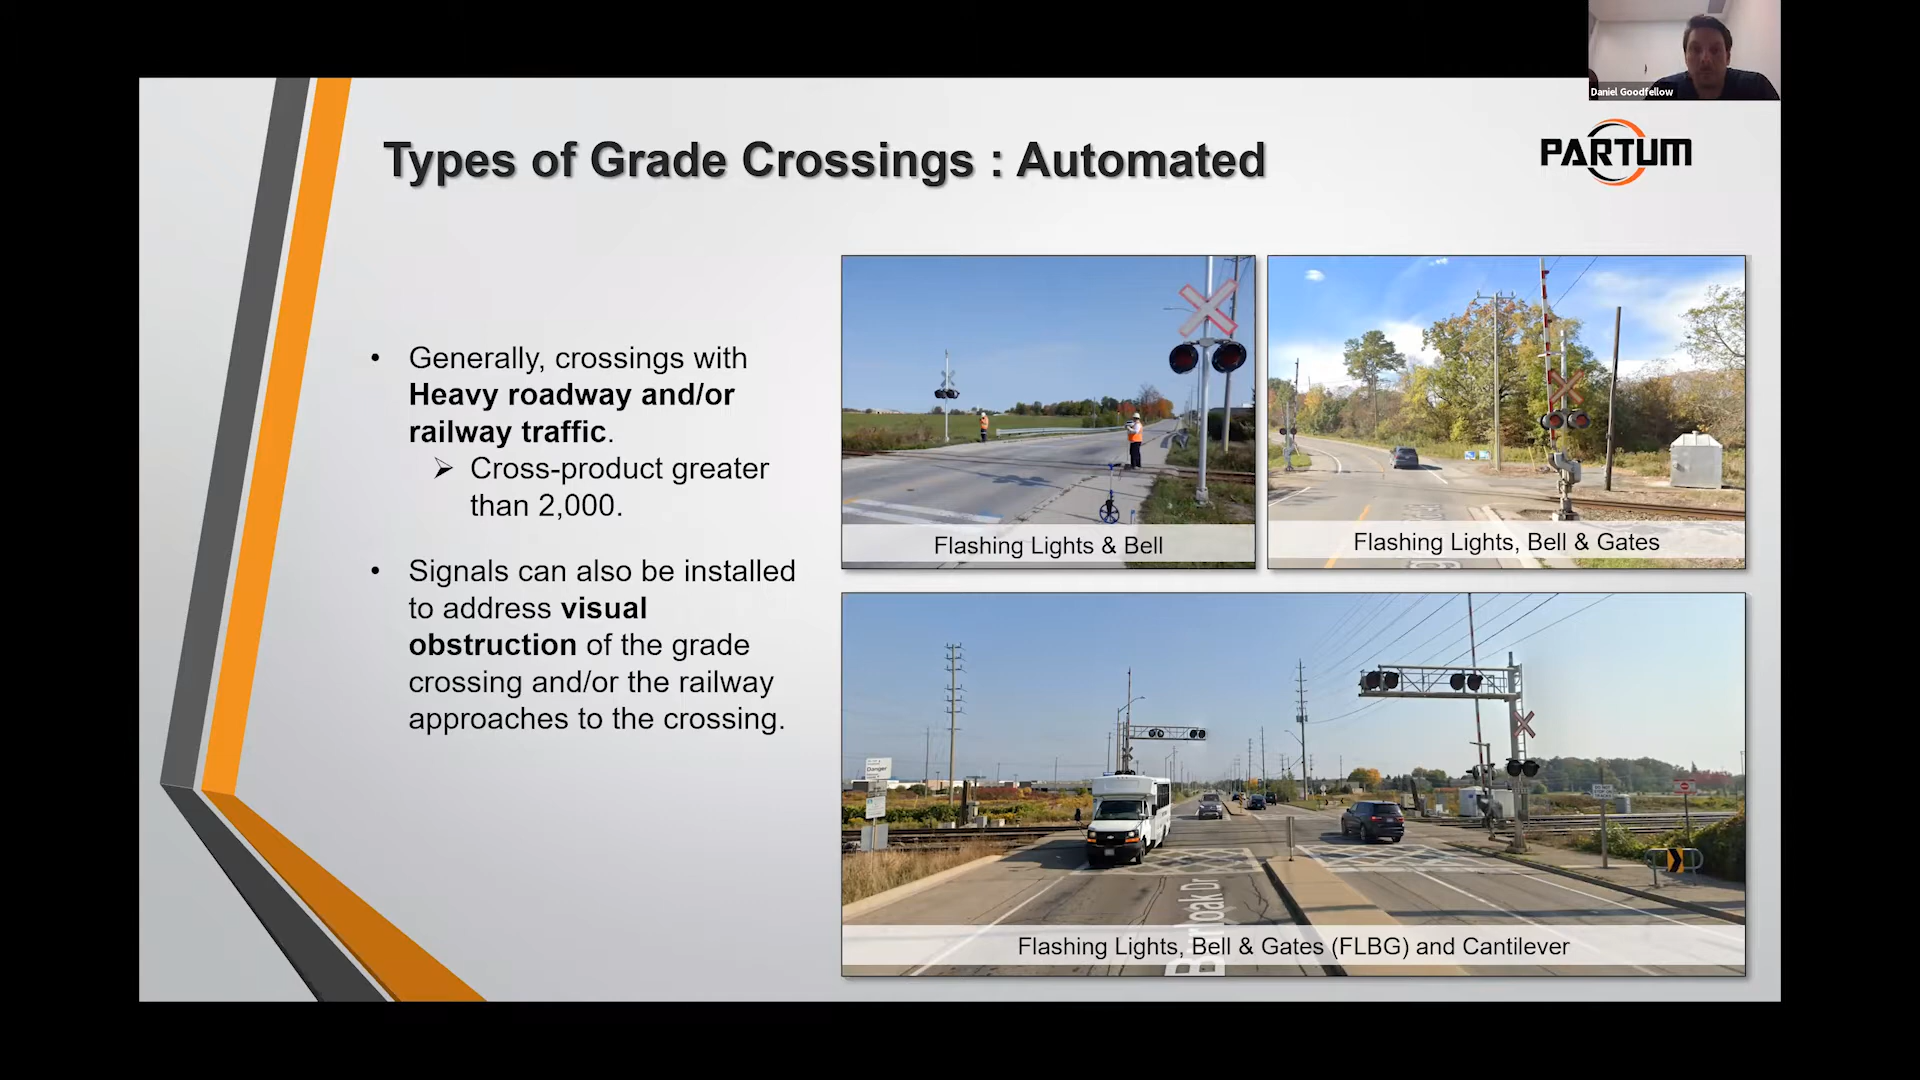 Daniel Goodfellow
PARTUM
Types of Grade Crossings : Automated
• Generally, crossings with
Heavy roadway and/or
railway traffic.
➢ Cross-product greater
than 2,000.
• Signals can also be installed
to address visual
obstruction of the grade
crossing and/or the railway
approaches to the crossing.
Flashing Lights & Bell
Flashing Lights, Bell & Gates
Danger
Burloak Dr
Flashing Lights, Bell & Gates (FLBG) and Cantilever